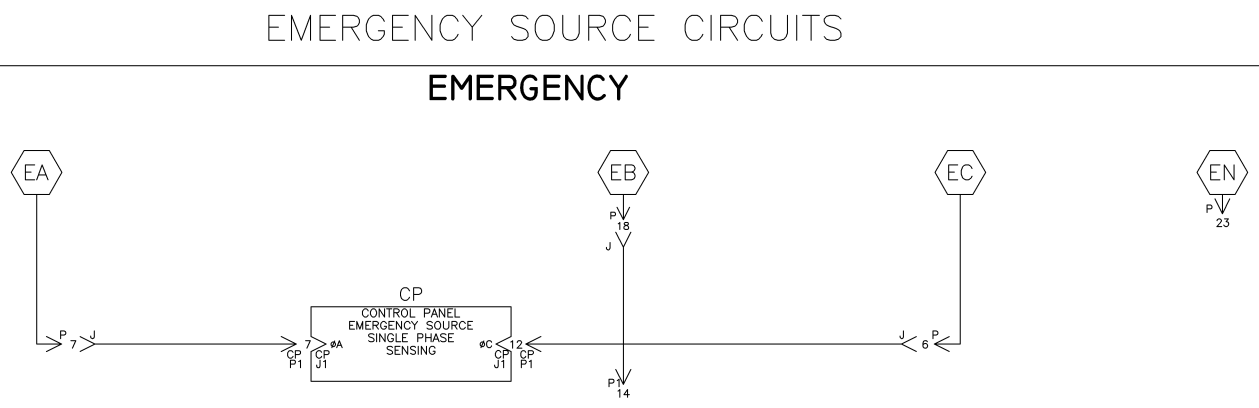 EMERGENCY SOURCE CIRCUITS
EMERGENCY
EA
EB
EC
EN
P
18
J
P
23
CP
CONTROL PANEL
EMERGENCY SOURCE
SINGLE PHASE
SENSING
P
7
J
7
øA
øC
12
J
6
P
CP
P1
CP
J1
CP
J1
CP
P1
P1
14